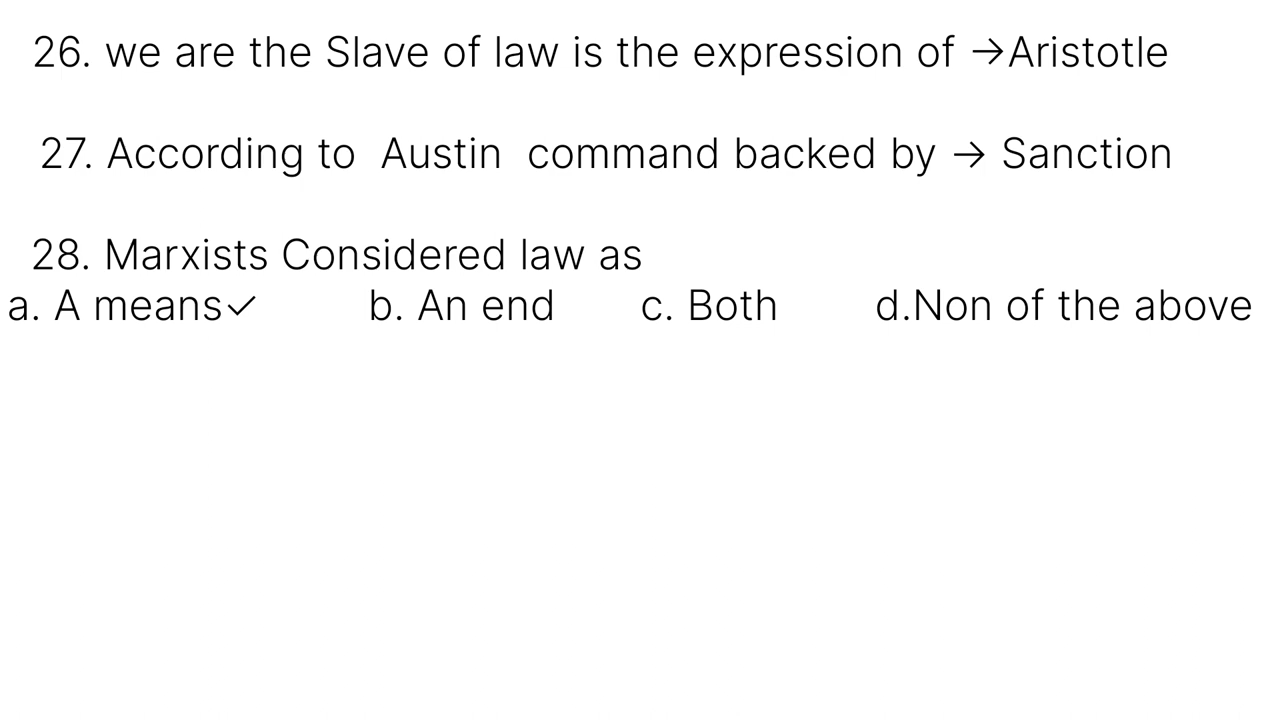 26. we are the Slave of law is the expression of →Aristotle
27. According to Austin command backed by → Sanction
28. Marxists Considered law as
a. A means✓ b. An end c. Both d.Non of the above